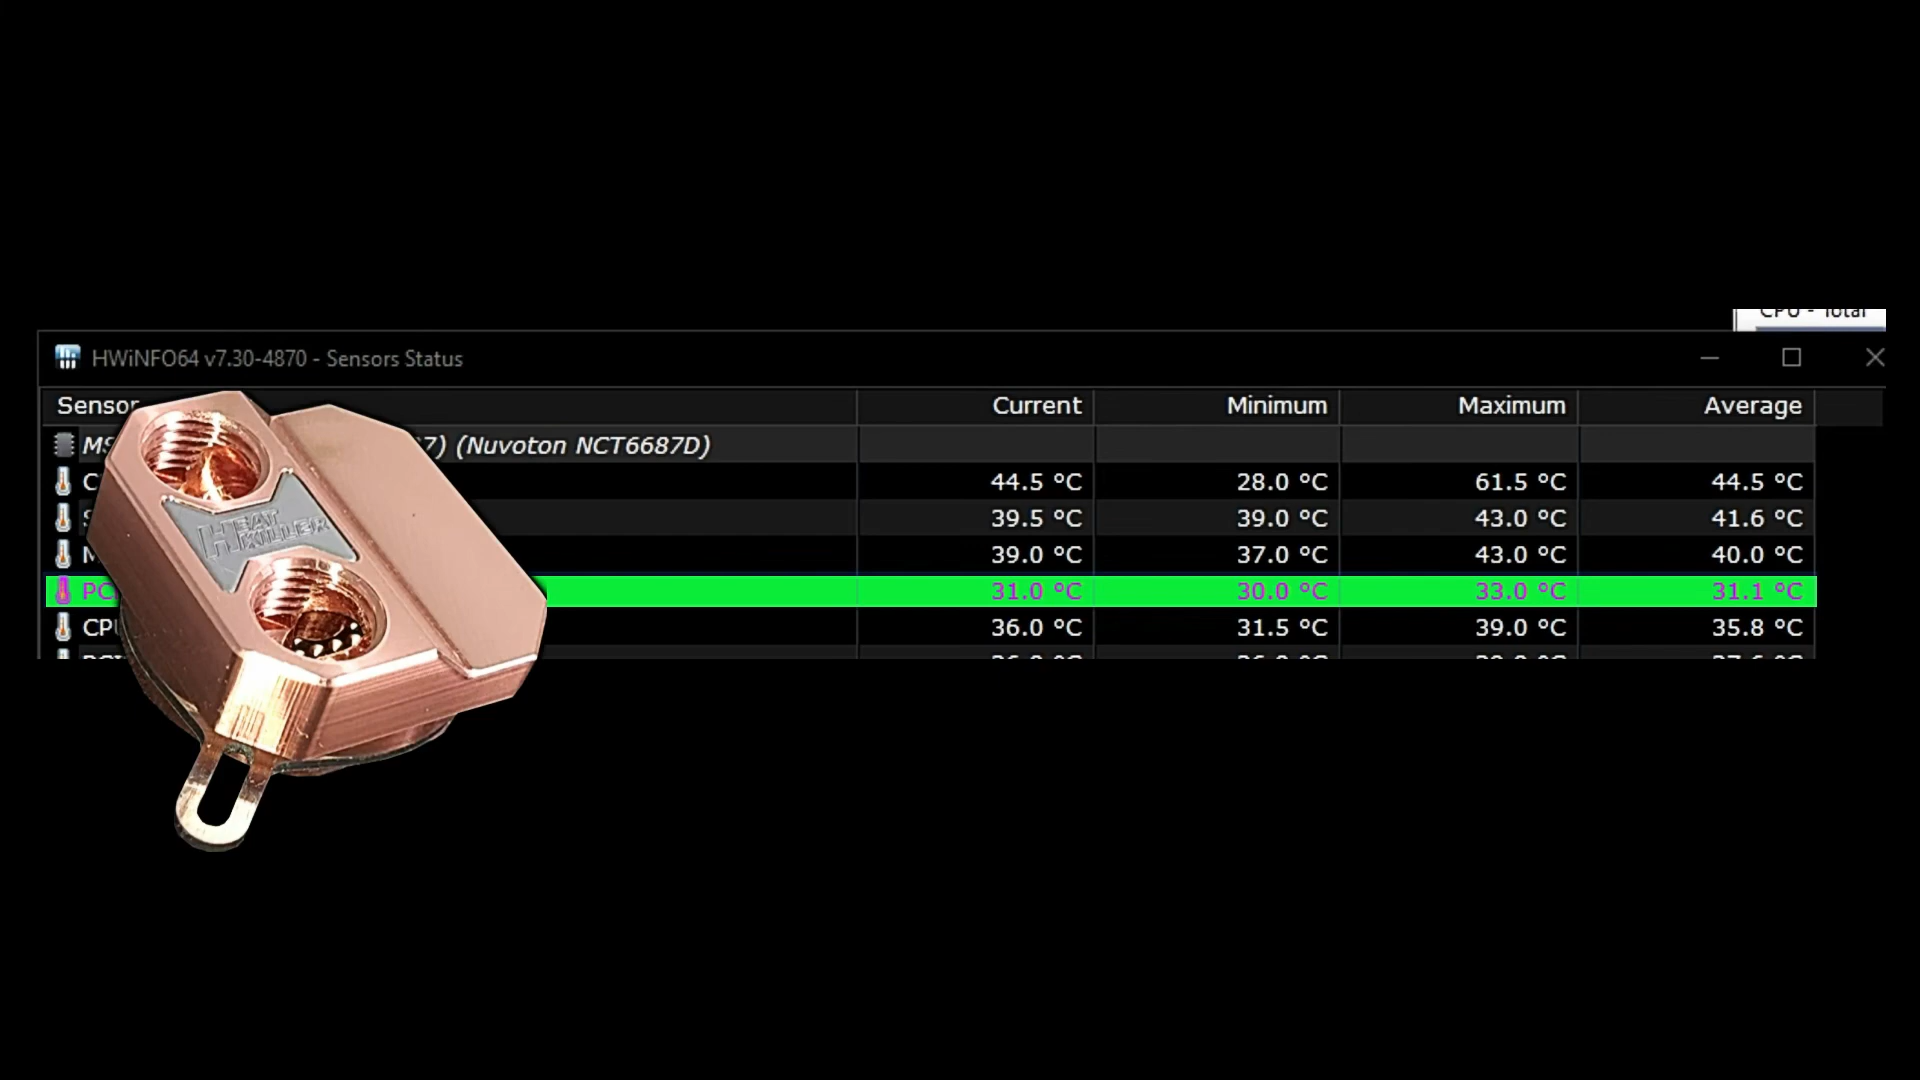 CPU - Total
HWiNFO64 v7.30-4870 - Sensors Status
Sensor Current Minimum Maximum Average
MS 7) (Nuvoton NCT6687D)
C 44.5 °C 28.0 °C 61.5 °C 44.5 °C
S 39.5 °C 39.0 °C 43.0 °C 41.6 °C
M 39.0 °C 37.0 °C 43.0 °C 40.0 °C
PC 31.0 °C 30.0 °C 33.0 °C 31.1 °C
CPU 36.0 °C 31.5 °C 39.0 °C 35.8 °C
HEAT
KILLER